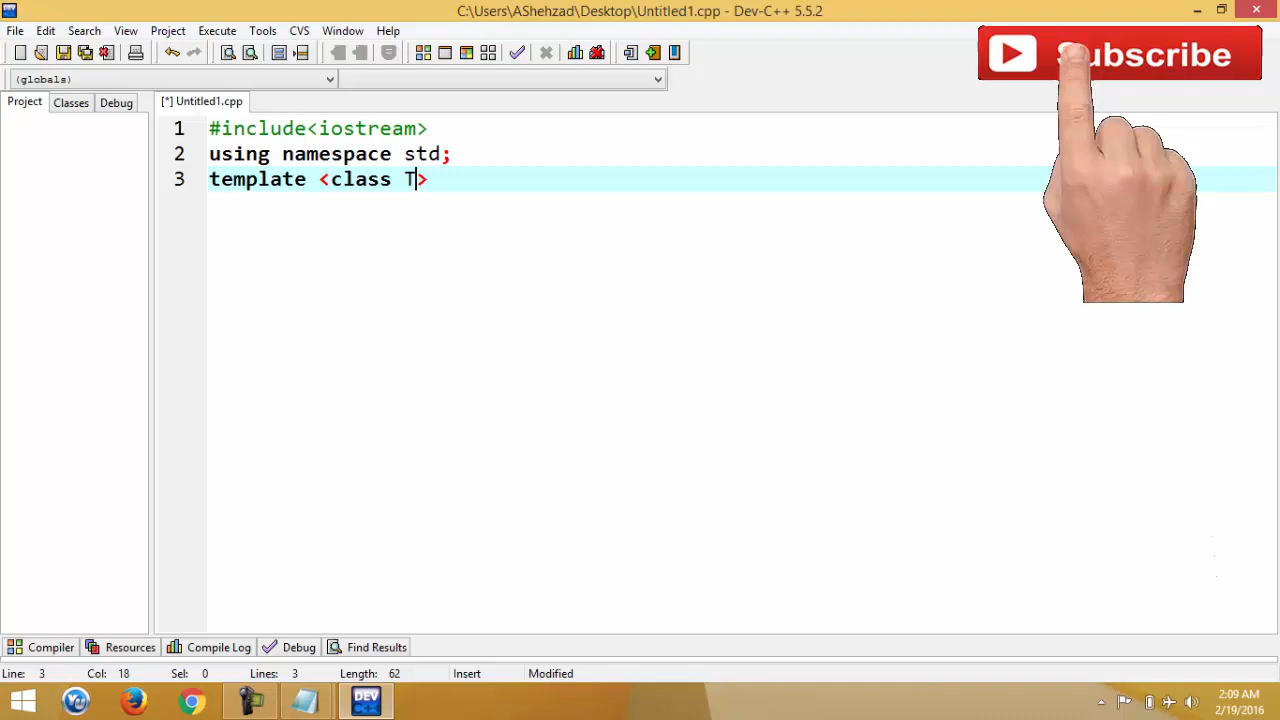 C:\Users\AShehzad\Desktop\Untitled1.cpp - Dev-C++ 5.5.2
File Edit Search View Project Execute Tools CVS Window Help
Subscribe
(globals)
Project Classes Debug [*] Untitled1.cpp
1 #include<iostream>
2 using namespace std;
3 template <class T>
Compiler Resources Compile Log Debug Find Results
Line: 3 Col: 18 Sel: 0 Lines: 3 Length: 62 Insert Modified
DEV
2:09 AM
2/19/2016